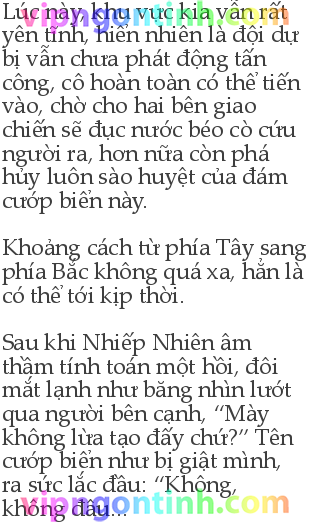 Lúc này, khu vực kia vẫn rất
vipngontinh.com
yên tĩnh, hiển nhiên là đội dự
bị vẫn chưa phát động tấn
công, cô hoàn toàn có thể tiến
vào, chờ cho hai bên giao
chiến sẽ đục nước béo cò cứu
người ra, hơn nữa còn phá
hủy luôn sào huyệt của đám
cướp biển này.
Khoảng cách từ phía Tây sang
phía Bắc không quá xa, hẳn là
có thể tới kịp thời.
Sau khi Nhiếp Nhiên âm
thầm tính toán một hồi, đôi
mắt lạnh như băng nhìn lướt
qua người bên cạnh, “Mày
không lừa tạo đấy chứ?” Tên
cướp biển như bị giật mình,
ra sức lắc đầu: “Không,
không đâu...
vipngontinh.com